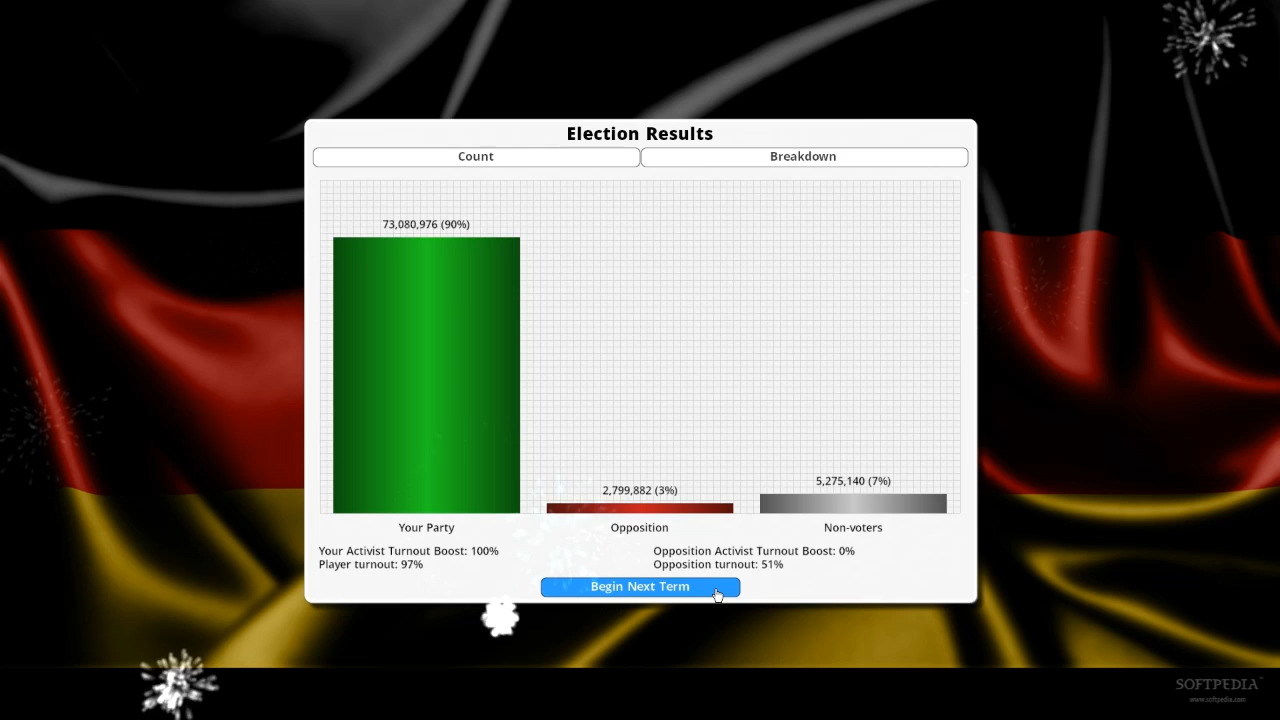 Election Results
Count
Breakdown
73,080,976 (90%)
2,799,882 (3%)
5,275,140 (7%)
Your Party
Opposition
Non-voters
Your Activist Turnout Boost: 100%
Opposition Activist Turnout Boost: 0%
Player turnout: 97%
Opposition turnout: 51%
Begin Next Term
SOFTPEDIA™
www.softpedia.com